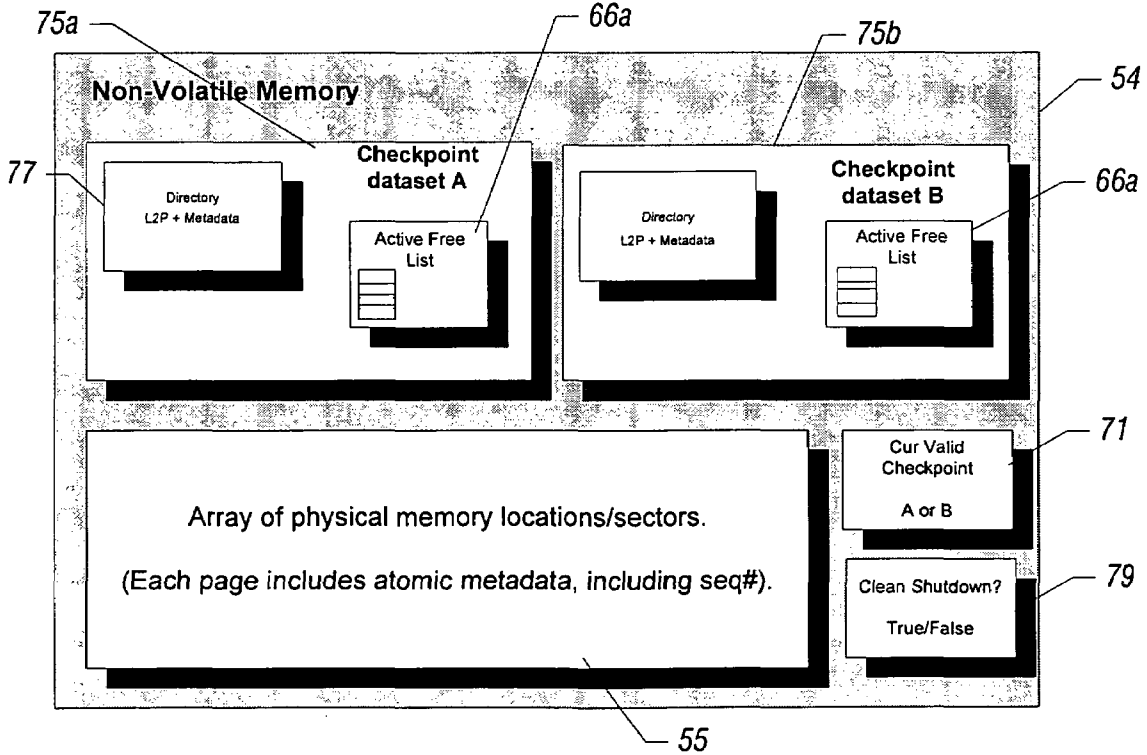 75a
66a
75b
54
Non-Volatile Memory
77
Checkpoint
dataset A
Directory
L2P + Metadata
Active Free
List
Checkpoint
dataset B
66a
Directory
L2P + Metadata
Active Free
List
71
Cur Valid
Checkpoint
A or B
Array of physical memory locations/sectors.
(Each page includes atomic metadata, including seq#).
79
Clean Shutdown?
True/False
55